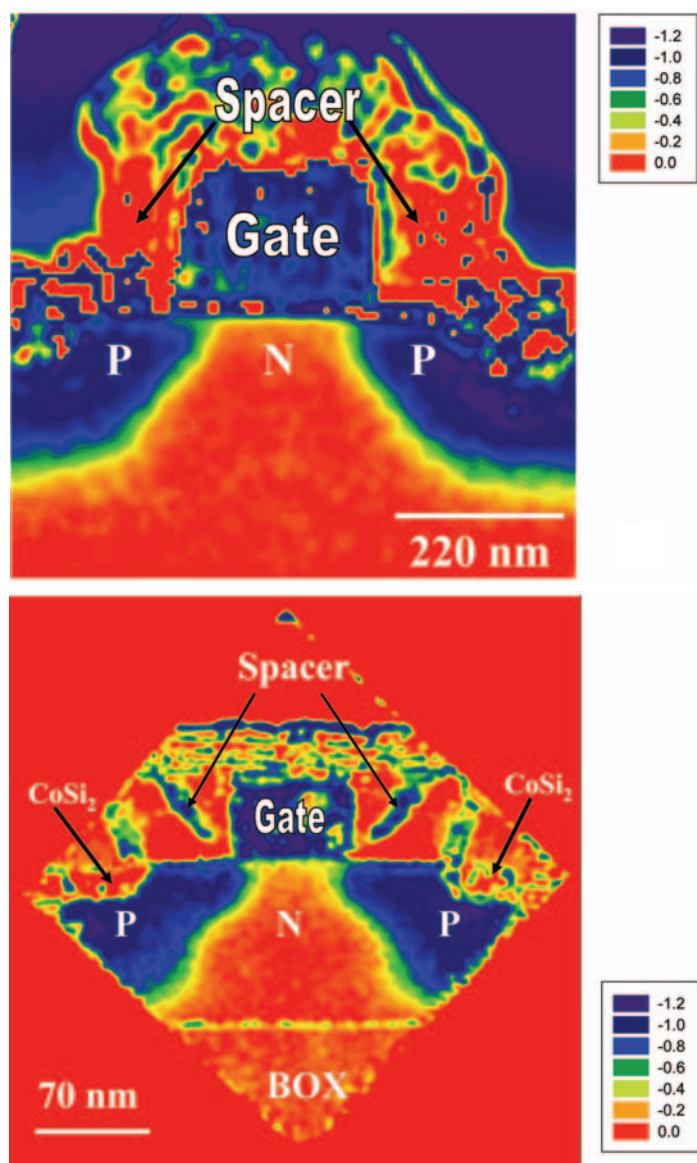 -1.2
-1.0
-0.8
-0.6
-0.4
-0.2
0.0
Spacer
Gate
P N P
220 nm
Spacer
CoSi₂ CoSi₂
Gate
P N P
BOX
70 nm
-1.2
-1.0
-0.8
-0.6
-0.4
-0.2
0.0